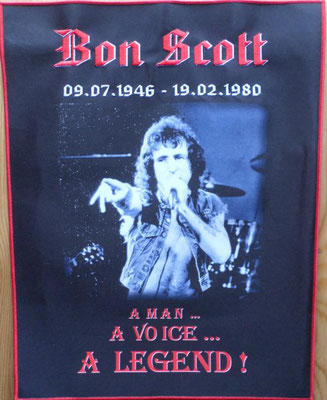 Bon Scott
09.07.1946 - 19.02.1980
A MAN ...
A VOICE ...
A LEGEND !